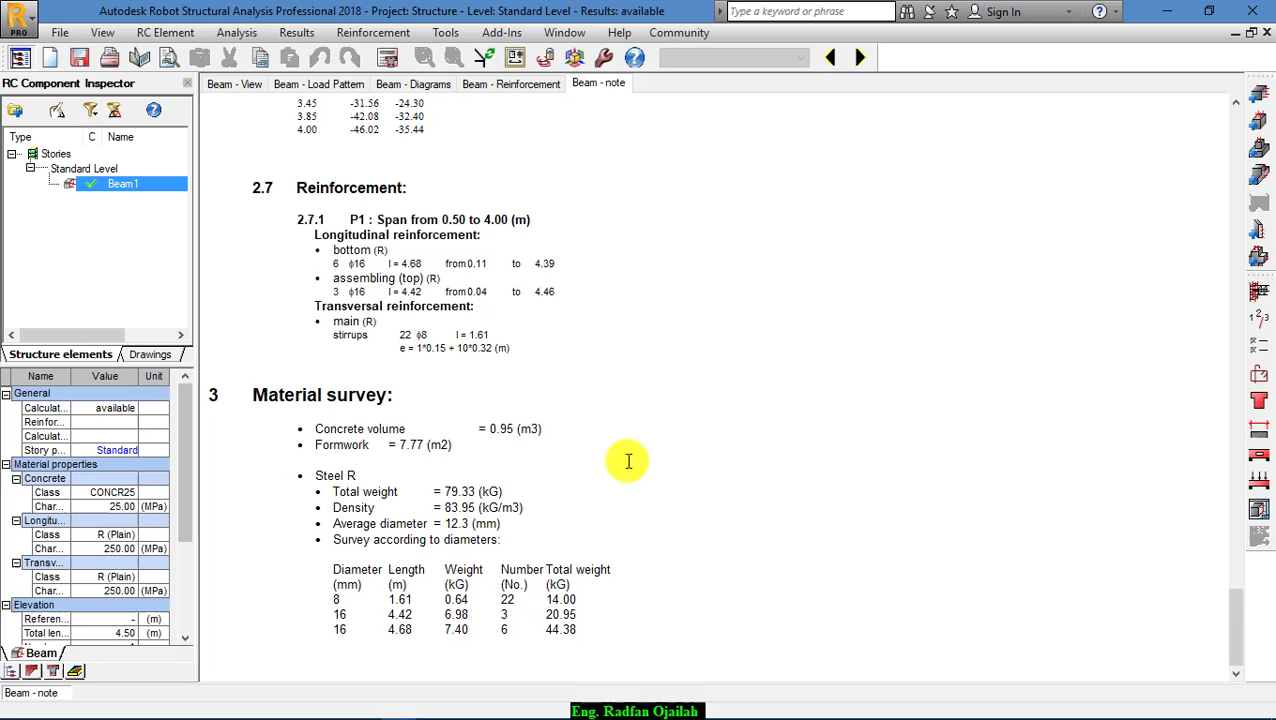 PRO
Autodesk Robot Structural Analysis Professional 2018 - Project: Structure - Level: Standard Level - Results: available
Type a keyword or phrase
Sign In
File View RC Element Analysis Results Reinforcement Tools Add-Ins Window Help Community
RC Component Inspector
Type C Name
Stories
Standard Level
Beam1
Structure elements Drawings
Name Value Unit
General
Calculat... available
Reinfor...
Calculat...
Story p... Standard
Material properties
Concrete
Class CONCR25
Char... 25.00 (MPa)
Longitu...
Class R (Plain)
Char... 250.00 (MPa)
Transv...
Class R (Plain)
Char... 250.00 (MPa)
Elevation
Referen... - (m)
Total len... 4.50 (m)
Beam
Beam - View Beam - Load Pattern Beam - Diagrams Beam - Reinforcement Beam - note
3.45 -31.56 -24.30
3.85 -42.08 -32.40
4.00 -46.02 -35.44
2.7 Reinforcement:
2.7.1 P1 : Span from 0.50 to 4.00 (m)
Longitudinal reinforcement:
• bottom (R)
6 ϕ16 l = 4.68 from 0.11 to 4.39
• assembling (top) (R)
3 ϕ16 l = 4.42 from 0.04 to 4.46
Transversal reinforcement:
• main (R)
stirrups 22 ϕ8 l = 1.61
e = 1*0.15 + 10*0.32 (m)
3 Material survey:
• Concrete volume = 0.95 (m3)
• Formwork = 7.77 (m2)
• Steel R
• Total weight = 79.33 (kG)
• Density = 83.95 (kG/m3)
• Average diameter = 12.3 (mm)
• Survey according to diameters:
Diameter Length Weight Number Total weight
(mm) (m) (kG) (No.) (kG)
8 1.61 0.64 22 14.00
16 4.42 6.98 3 20.95
16 4.68 7.40 6 44.38
Beam - note
Eng. Radfan Ojailah